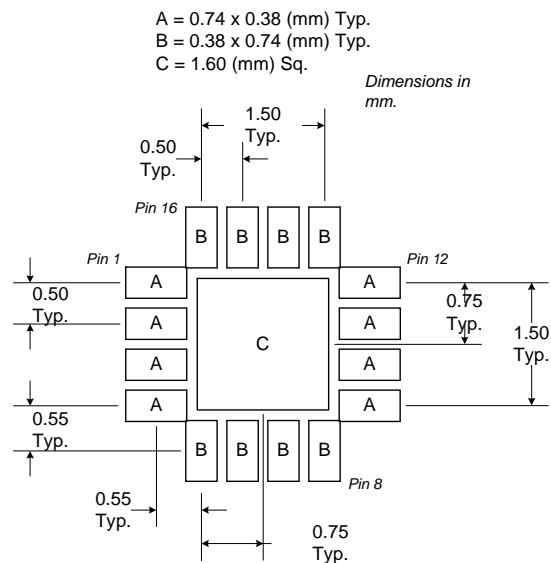 A = 0.74 x 0.38 (mm) Typ.
B = 0.38 x 0.74 (mm) Typ.
C = 1.60 (mm) Sq.
Dimensions in
mm.
1.50
Typ.
0.50
Typ.
Pin 16
B
B
B
B
Pin 1
Pin 12
A
A
0.50
Typ.
0.75
Typ.
A
A
1.50
Typ.
C
A
A
A
A
0.55
Typ.
B
B
B
B
Pin 8
0.55
Typ.
0.75
Typ.